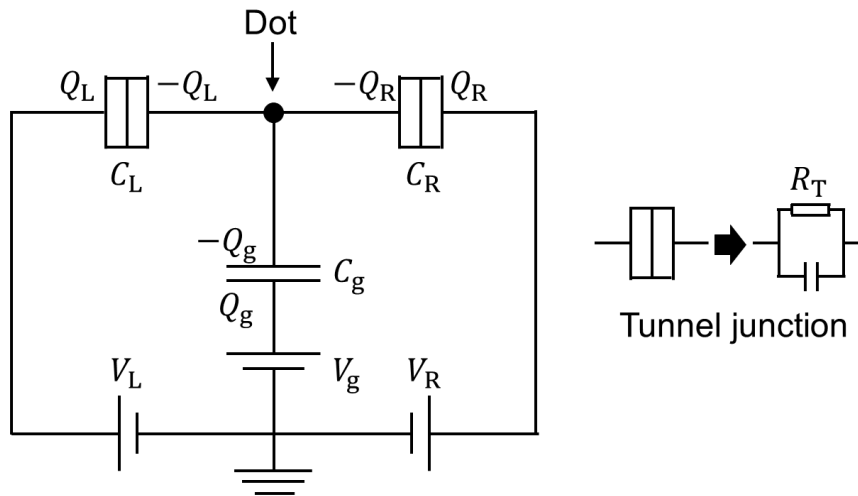 Dot
Q_L −Q_L −Q_R Q_R
C_L C_R
R_T
−Q_g C_g
Q_g
Tunnel junction
V_L V_g V_R